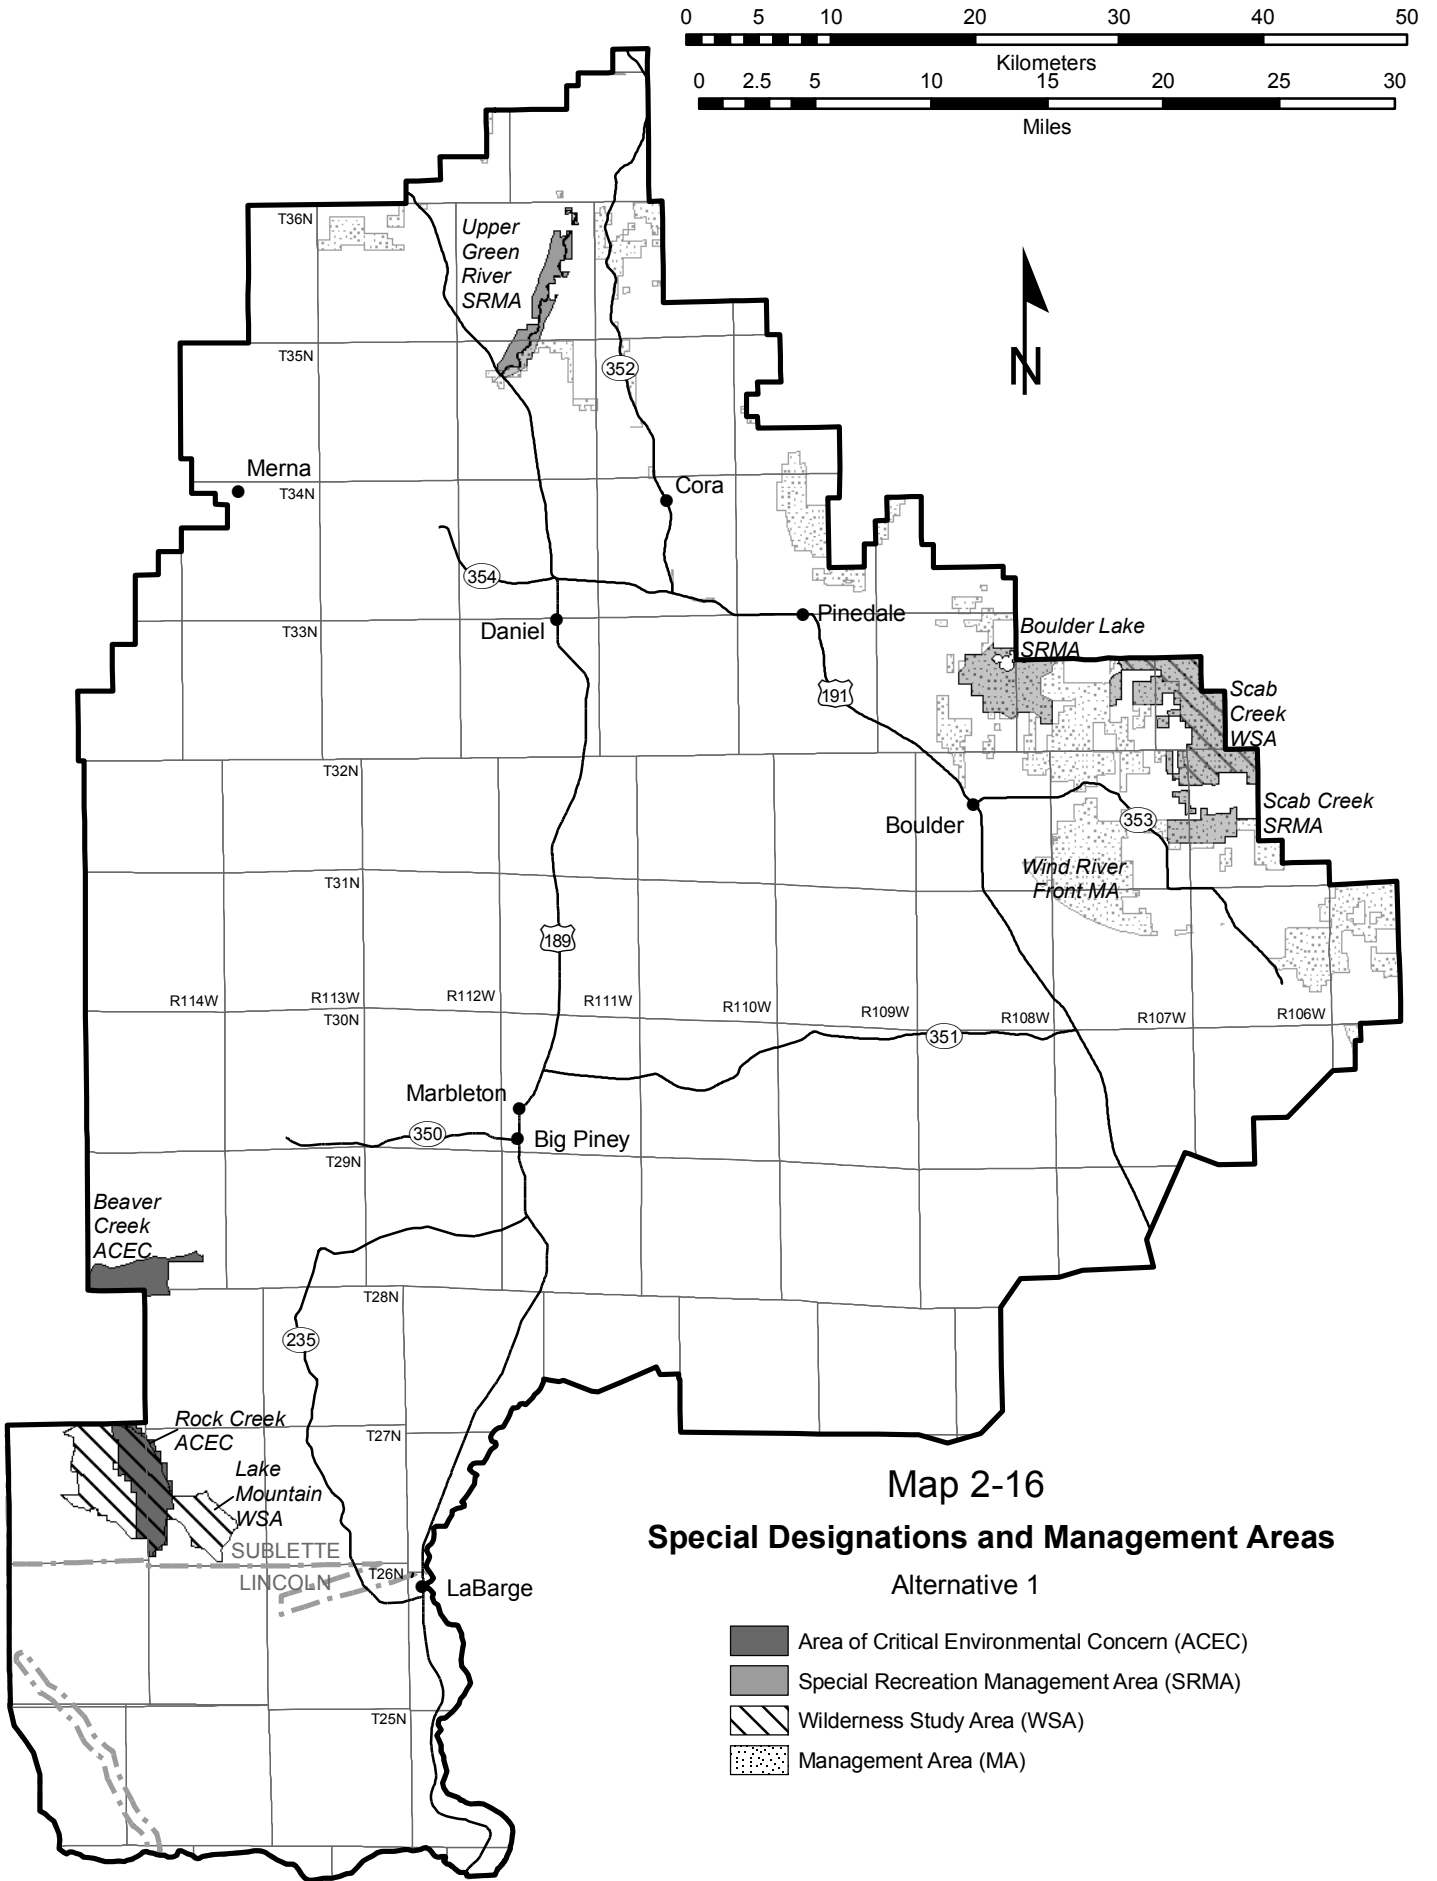 0 5 10 20 30 40 50
Kilometers
0 2.5 5 10 15 20 25 30
Miles
T36N
Upper
Green
River
SRMA
N
T35N
352
Merna
T34N
Cora
354
Pinedale
T33N
Daniel
Boulder Lake
SRMA
191
Scab
Creek
WSA
T32N
Scab Creek
SRMA
Boulder
353
Wind River
Front MA
T31N
189
R114W R113W R112W R111W R110W R109W R108W R107W R106W
T30N
351
Marbleton
350
Big Piney
T29N
Beaver
Creek
ACEC
T28N
235
Rock Creek
ACEC
T27N
Lake
Mountain
WSA
SUBLETTE
LINCOLN
T26N
LaBarge
T25N
Map 2-16
Special Designations and Management Areas
Alternative 1
Area of Critical Environmental Concern (ACEC)
Special Recreation Management Area (SRMA)
Wilderness Study Area (WSA)
Management Area (MA)